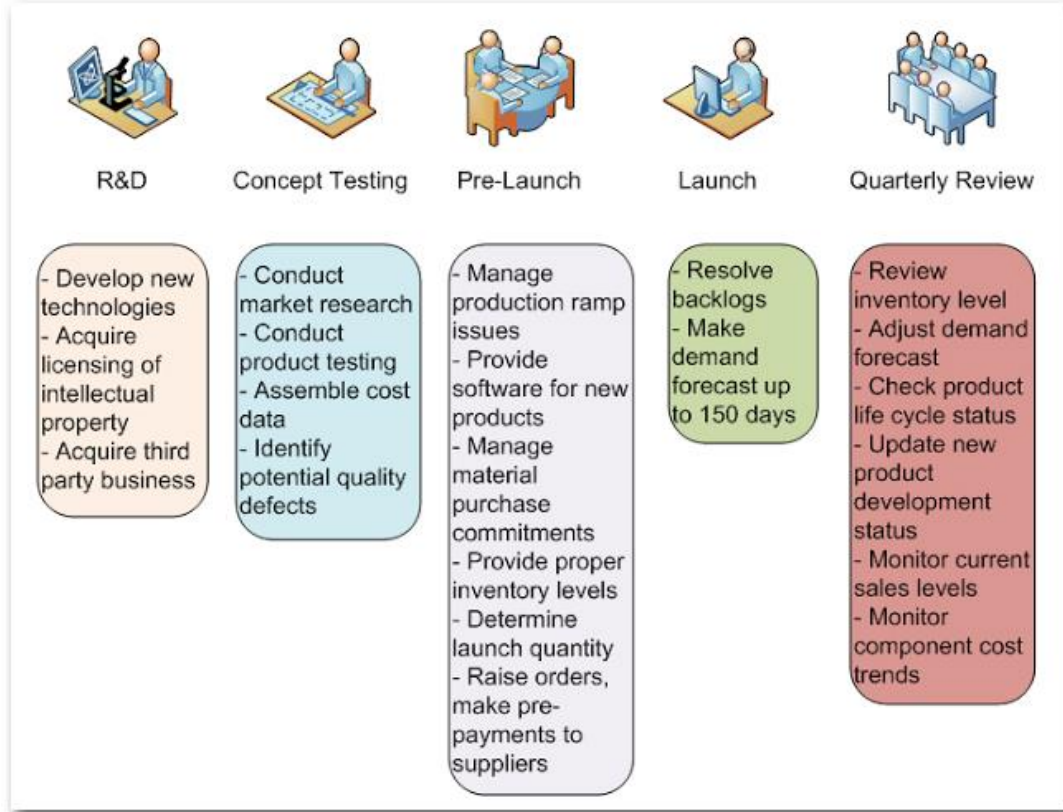 R&D
Concept Testing
Pre-Launch
Launch
Quarterly Review
- Develop new
technologies
- Acquire
licensing of
intellectual
property
- Acquire third
party business
- Conduct
market research
- Conduct
product testing
- Assemble cost
data
- Identify
potential quality
defects
- Manage
production ramp
issues
- Provide
software for new
products
- Manage
material
purchase
commitments
- Provide proper
inventory levels
- Determine
launch quantity
- Raise orders,
make pre-
payments to
suppliers
- Resolve
backlogs
- Make
demand
forecast up
to 150 days
- Review
inventory level
- Adjust demand
forecast
- Check product
life cycle status
- Update new
product
development
status
- Monitor current
sales levels
- Monitor
component cost
trends